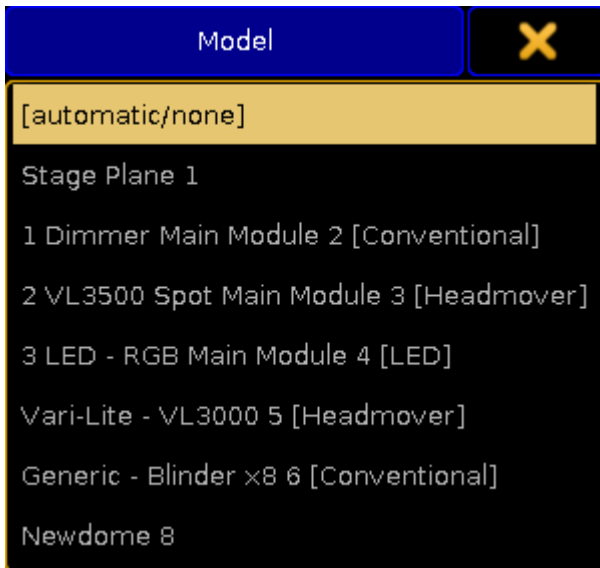 Model
[automatic/none]
Stage Plane 1
1 Dimmer Main Module 2 [Conventional]
2 VL3500 Spot Main Module 3 [Headmover]
3 LED - RGB Main Module 4 [LED]
Vari-Lite - VL3000 5 [Headmover]
Generic - Blinder x8 6 [Conventional]
Newdome 8